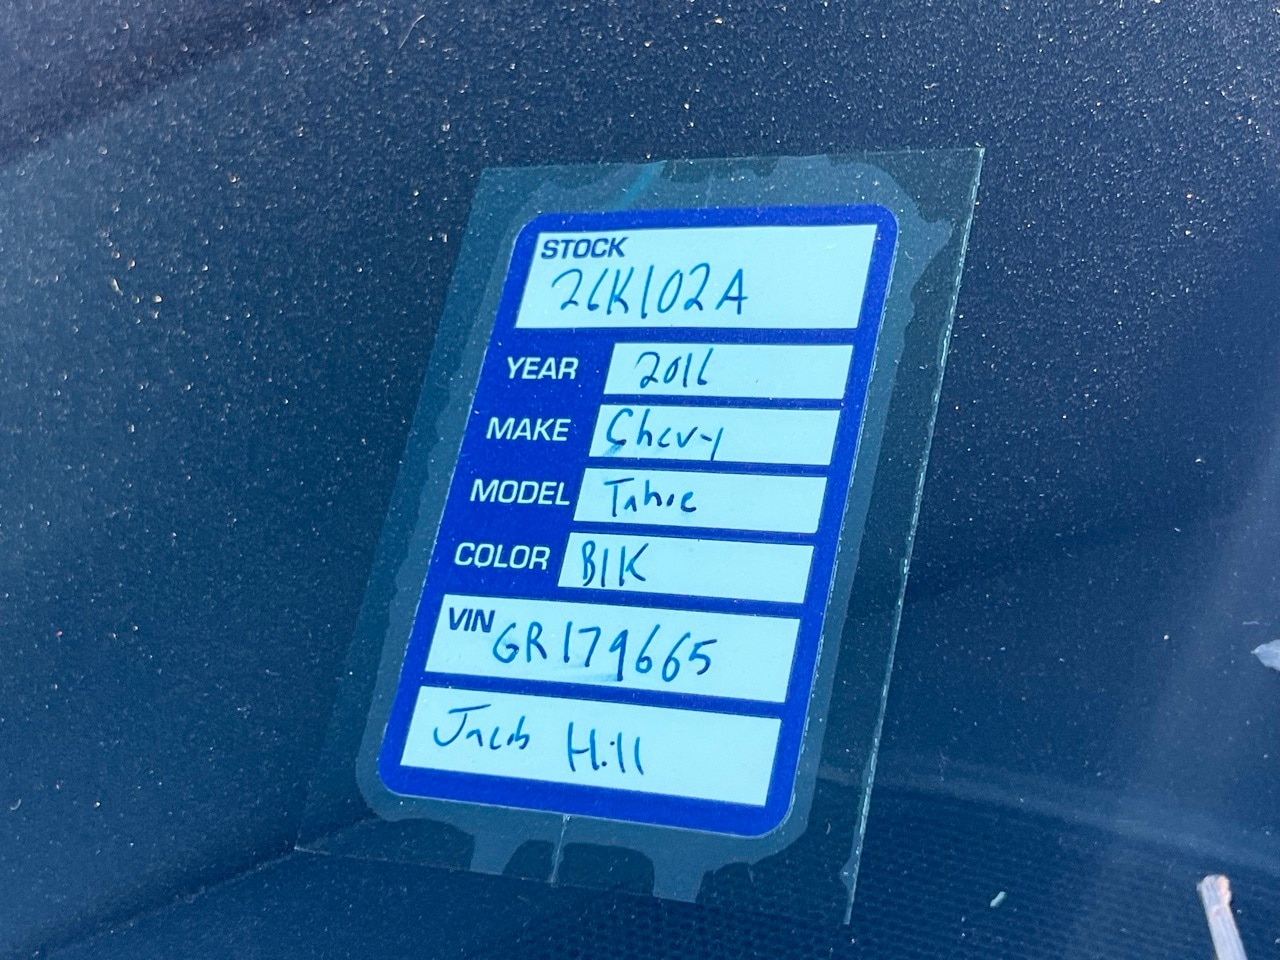 STOCK
26K102A
YEAR 2016
MAKE Chevy
MODEL Tahoe
COLOR BlK
VIN GR179665
Jacob Hill